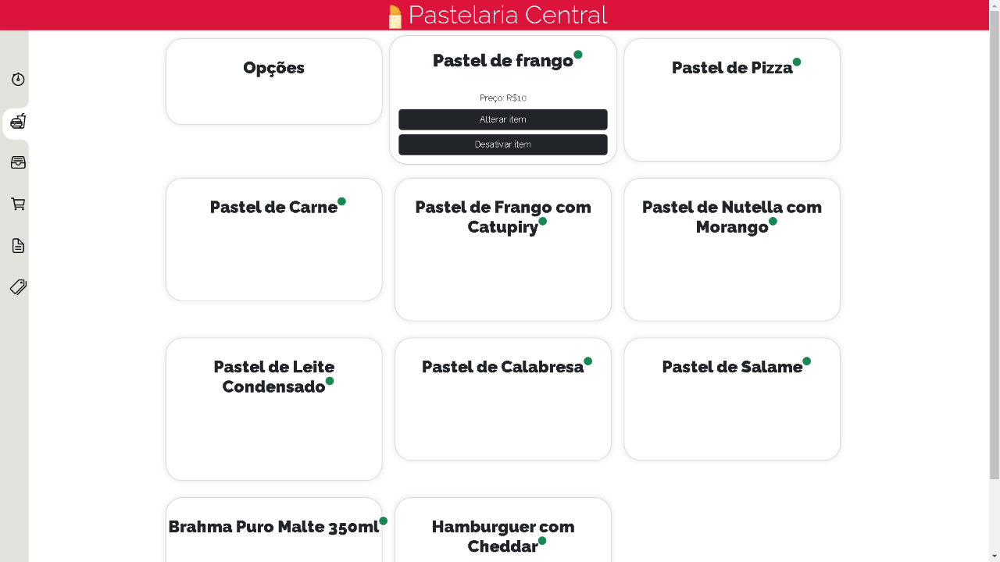 Pastelaria Central
Opções
Pastel de frango
Preço: R$10
Alterar item
Desativar item
Pastel de Pizza
Pastel de Carne
Pastel de Frango com
Catupiry
Pastel de Nutella com
Morango
Pastel de Leite
Condensado
Pastel de Calabresa
Pastel de Salame
Brahma Puro Malte 350ml
Hamburguer com
Cheddar